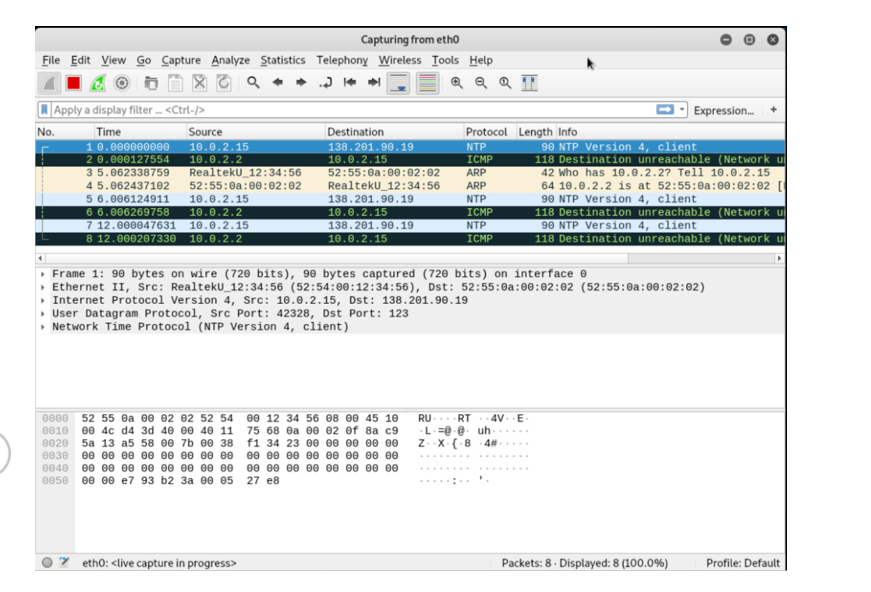 Capturing from eth0
File Edit View Go Capture Analyze Statistics Telephony Wireless Tools Help
Apply a display filter … <Ctrl-/> Expression… +
No. Time Source Destination Protocol Length Info
1 0.000000000 10.0.2.15 138.201.90.19 NTP 90 NTP Version 4, client
2 0.000127554 10.0.2.2 10.0.2.15 ICMP 118 Destination unreachable (Network u
3 5.062338759 RealtekU_12:34:56 52:55:0a:00:02:02 ARP 42 Who has 10.0.2.2? Tell 10.0.2.15
4 5.062437102 52:55:0a:00:02:02 RealtekU_12:34:56 ARP 64 10.0.2.2 is at 52:55:0a:00:02:02 [
5 6.006124911 10.0.2.15 138.201.90.19 NTP 90 NTP Version 4, client
6 6.006269758 10.0.2.2 10.0.2.15 ICMP 118 Destination unreachable (Network u
7 12.000047631 10.0.2.15 138.201.90.19 NTP 90 NTP Version 4, client
8 12.000207330 10.0.2.2 10.0.2.15 ICMP 118 Destination unreachable (Network u
Frame 1: 90 bytes on wire (720 bits), 90 bytes captured (720 bits) on interface 0
Ethernet II, Src: RealtekU_12:34:56 (52:54:00:12:34:56), Dst: 52:55:0a:00:02:02 (52:55:0a:00:02:02)
Internet Protocol Version 4, Src: 10.0.2.15, Dst: 138.201.90.19
User Datagram Protocol, Src Port: 42328, Dst Port: 123
Network Time Protocol (NTP Version 4, client)
0000 52 55 0a 00 02 02 52 54 00 12 34 56 08 00 45 10 RU····RT ··4V··E·
0010 00 4c d4 3d 40 00 40 11 75 68 0a 00 02 0f 8a c9 ·L·=@·@· uh······
0020 5a 13 a5 58 00 7b 00 38 f1 34 23 00 00 00 00 00 Z··X·{·8 ·4#·····
0030 00 00 00 00 00 00 00 00 00 00 00 00 00 00 00 00 ········ ········
0040 00 00 00 00 00 00 00 00 00 00 00 00 00 00 00 00 ········ ········
0050 00 00 e7 93 b2 3a 00 05 27 e8 ·····:·· '·
eth0: <live capture in progress> Packets: 8 · Displayed: 8 (100.0%) Profile: Default